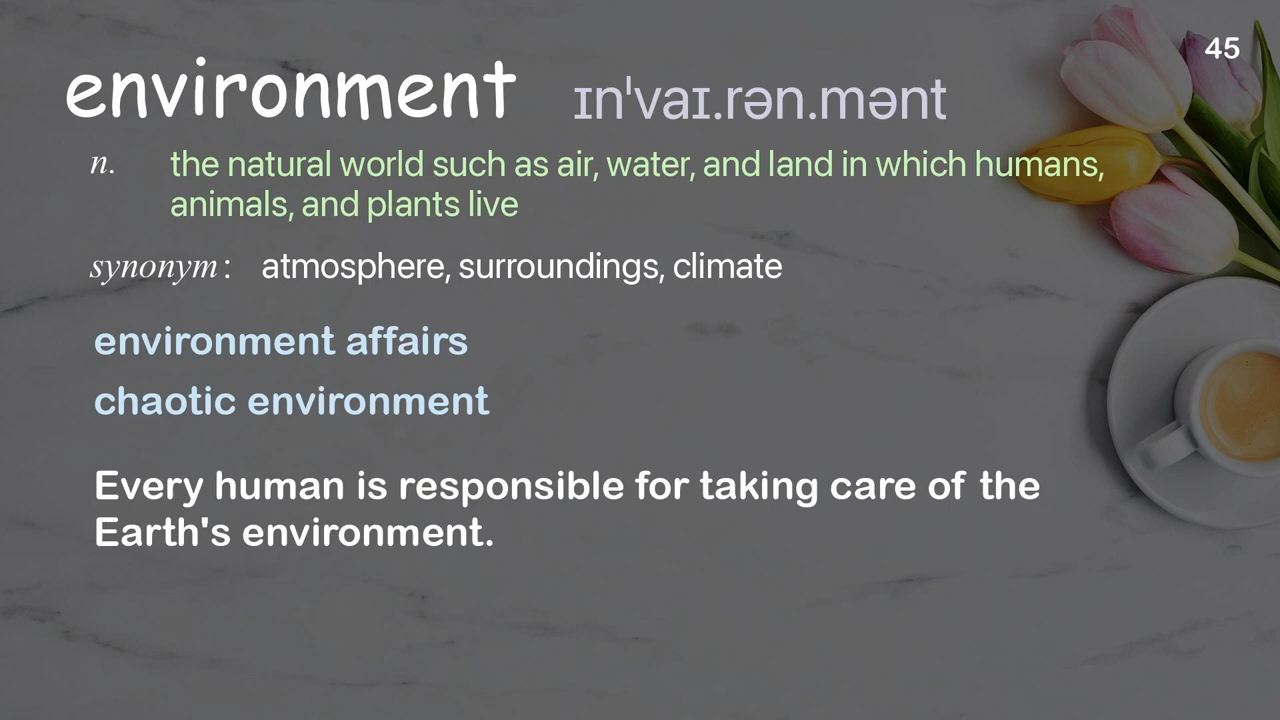 45
environment ɪnˈvaɪ.rən.mənt
n. the natural world such as air, water, and land in which humans,
animals, and plants live
synonym: atmosphere, surroundings, climate
environment affairs
chaotic environment
Every human is responsible for taking care of the
Earth's environment.